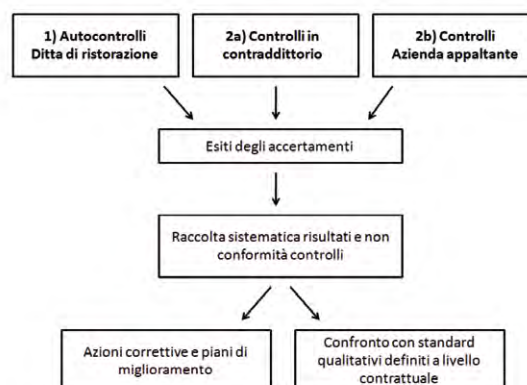 1) Autocontrolli
Ditta di ristorazione
2a) Controlli in
contraddittorio
2b) Controlli
Azienda appaltante
Esiti degli accertamenti
Raccolta sistematica risultati e non
conformità controlli
Azioni correttive e piani di
miglioramento
Confronto con standard
qualitativi definiti a livello
contrattuale